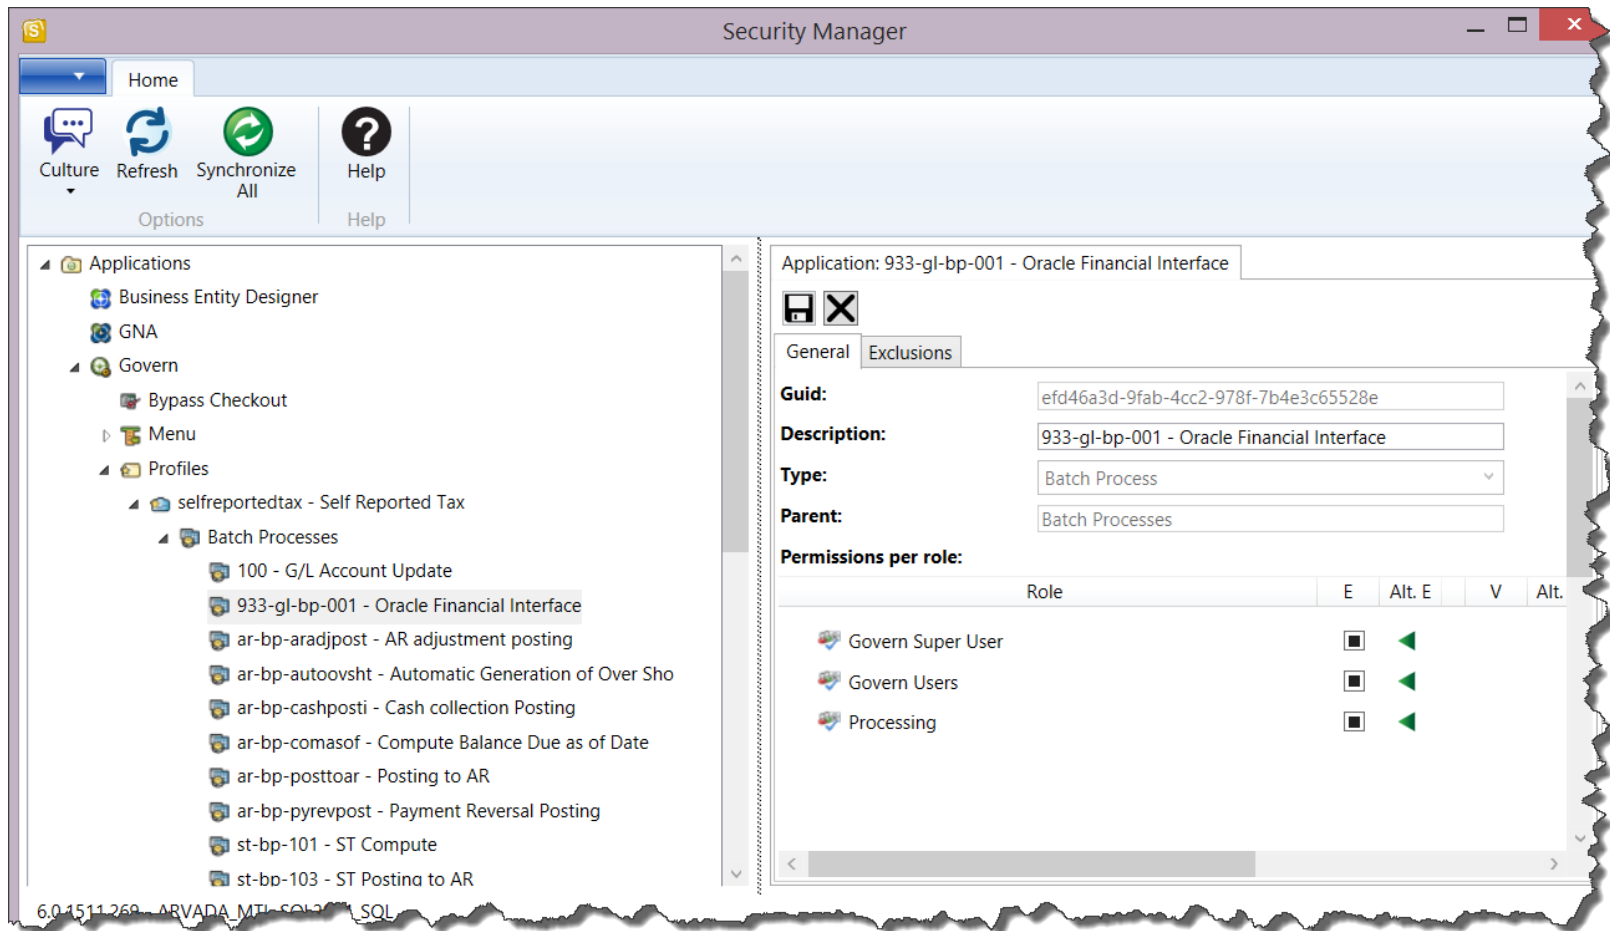 Security Manager
Home
Culture
Refresh
Synchronize
All
Help
Options
Help
Applications
Business Entity Designer
GNA
Govern
Bypass Checkout
Menu
Profiles
selfreportedtax - Self Reported Tax
Batch Processes
100 - G/L Account Update
933-gl-bp-001 - Oracle Financial Interface
ar-bp-aradjpost - AR adjustment posting
ar-bp-autoovsht - Automatic Generation of Over Sho
ar-bp-cashposti - Cash collection Posting
ar-bp-comasof - Compute Balance Due as of Date
ar-bp-posttoar - Posting to AR
ar-bp-pyrevpost - Payment Reversal Posting
st-bp-101 - ST Compute
st-bp-103 - ST Posting to AR
Application: 933-gl-bp-001 - Oracle Financial Interface
General Exclusions
Guid: efd46a3d-9fab-4cc2-978f-7b4e3c65528e
Description: 933-gl-bp-001 - Oracle Financial Interface
Type: Batch Process
Parent: Batch Processes
Permissions per role:
Role E Alt. E V Alt.
Govern Super User
Govern Users
Processing
6.0.1511.269 - ARVADA_MTL